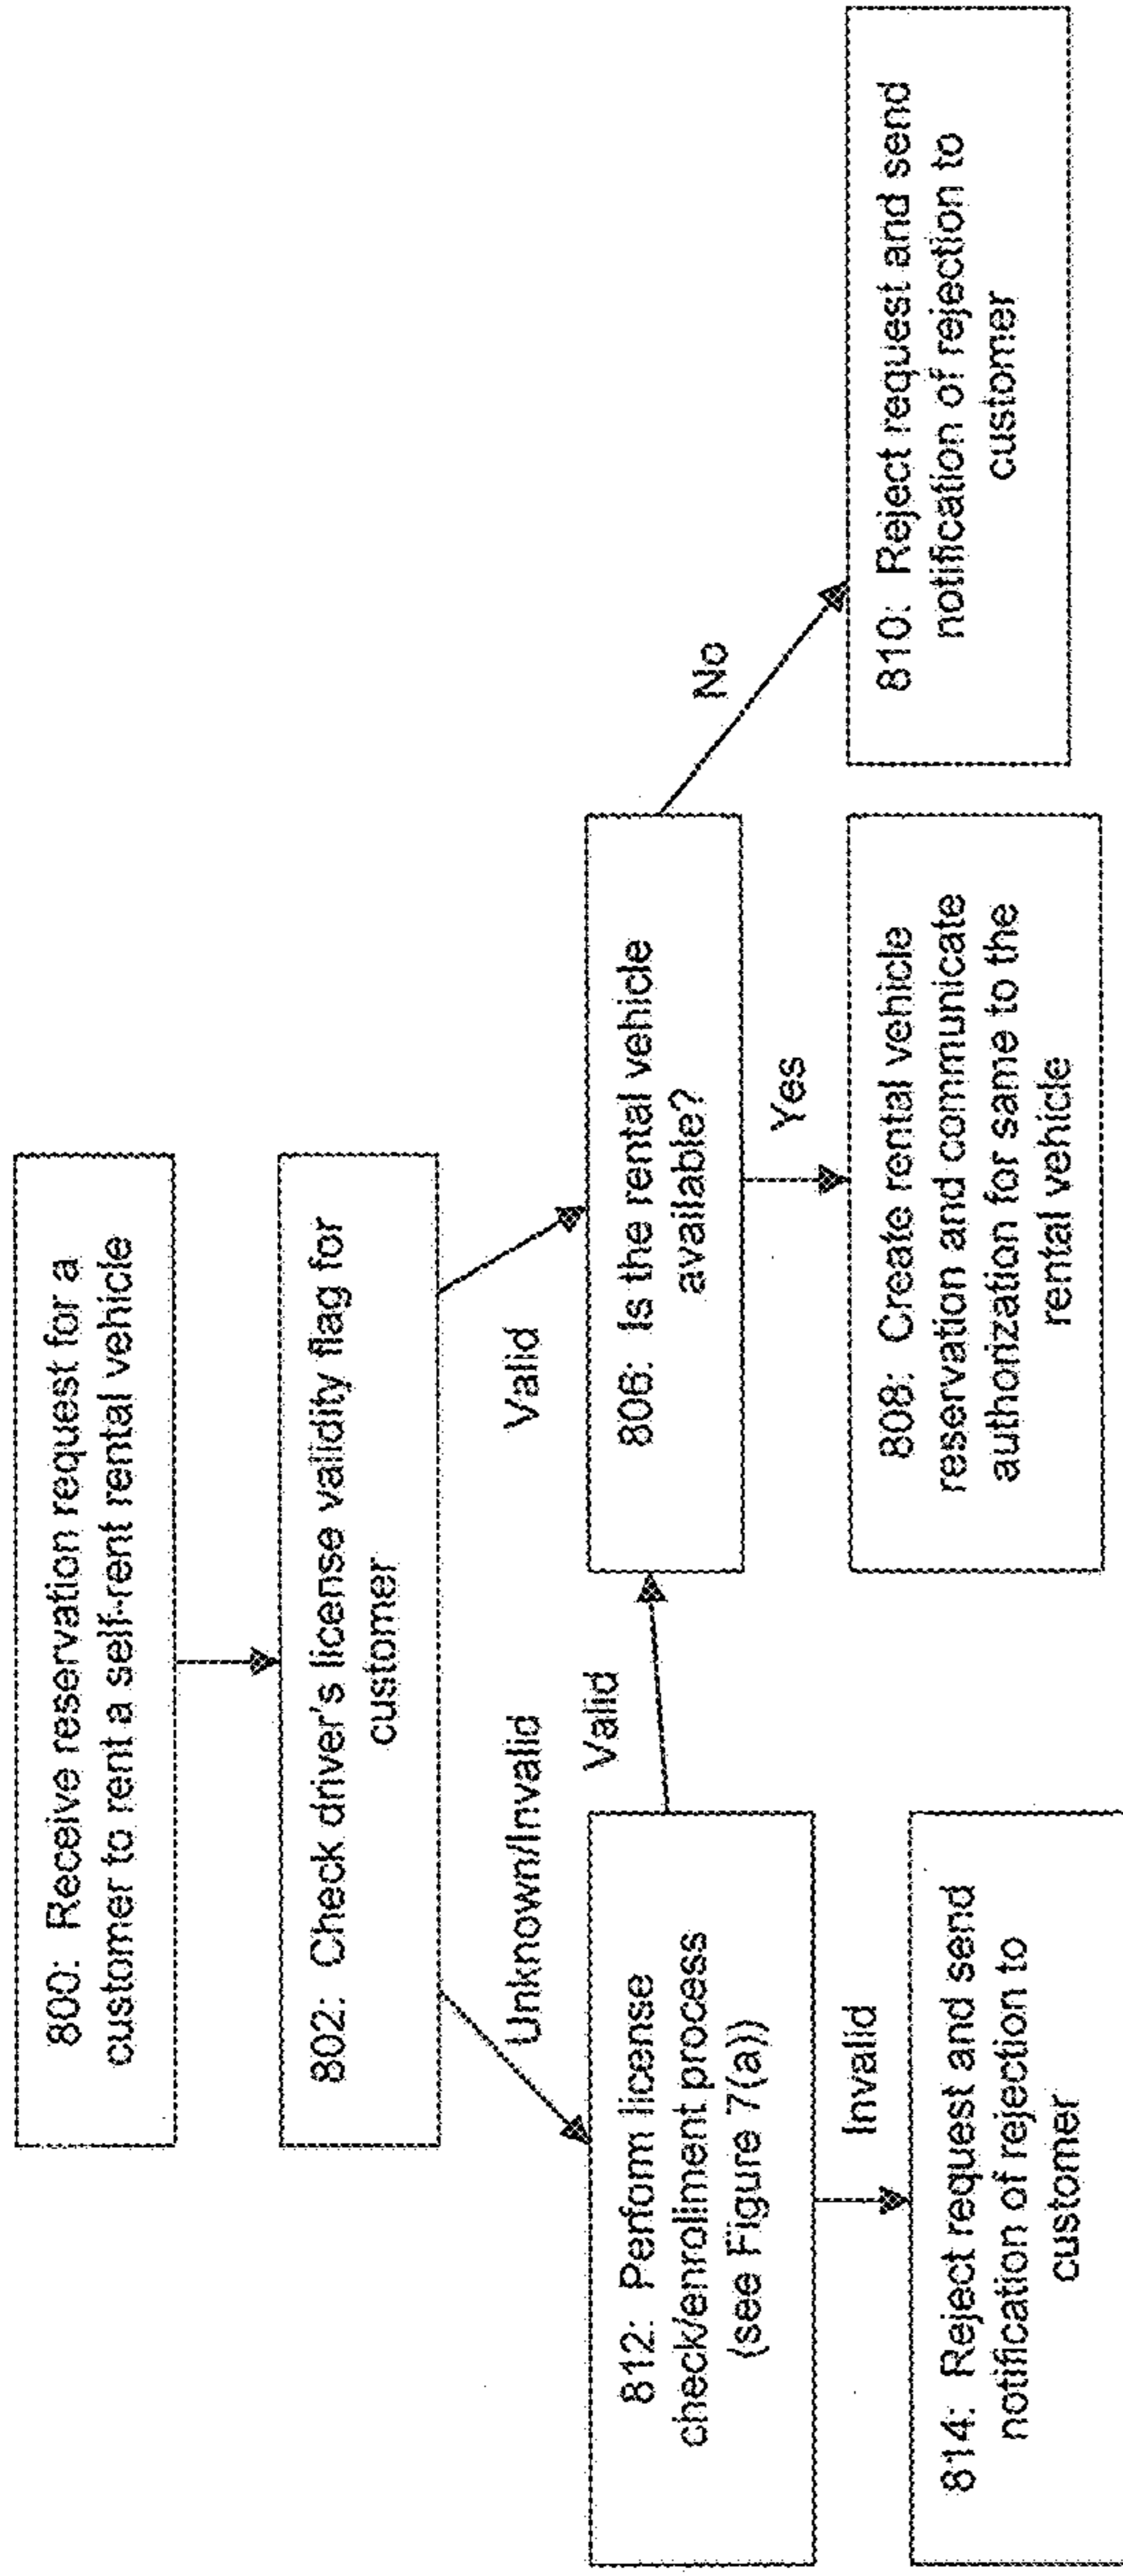 800: Receive reservation request for a
customer to rent a self-rent rental vehicle
802: Check driver's license validity flag for
customer
Unknown/Invalid
Valid
812: Perform license
check/enrollment process
(see Figure 7(a))
Valid
806: Is the rental vehicle
available?
Invalid
Yes
No
814: Reject request and send
notification of rejection to
customer
808: Create rental vehicle
reservation and communicate
authorization for same to the
rental vehicle
810: Reject request and send
notification of rejection to
customer